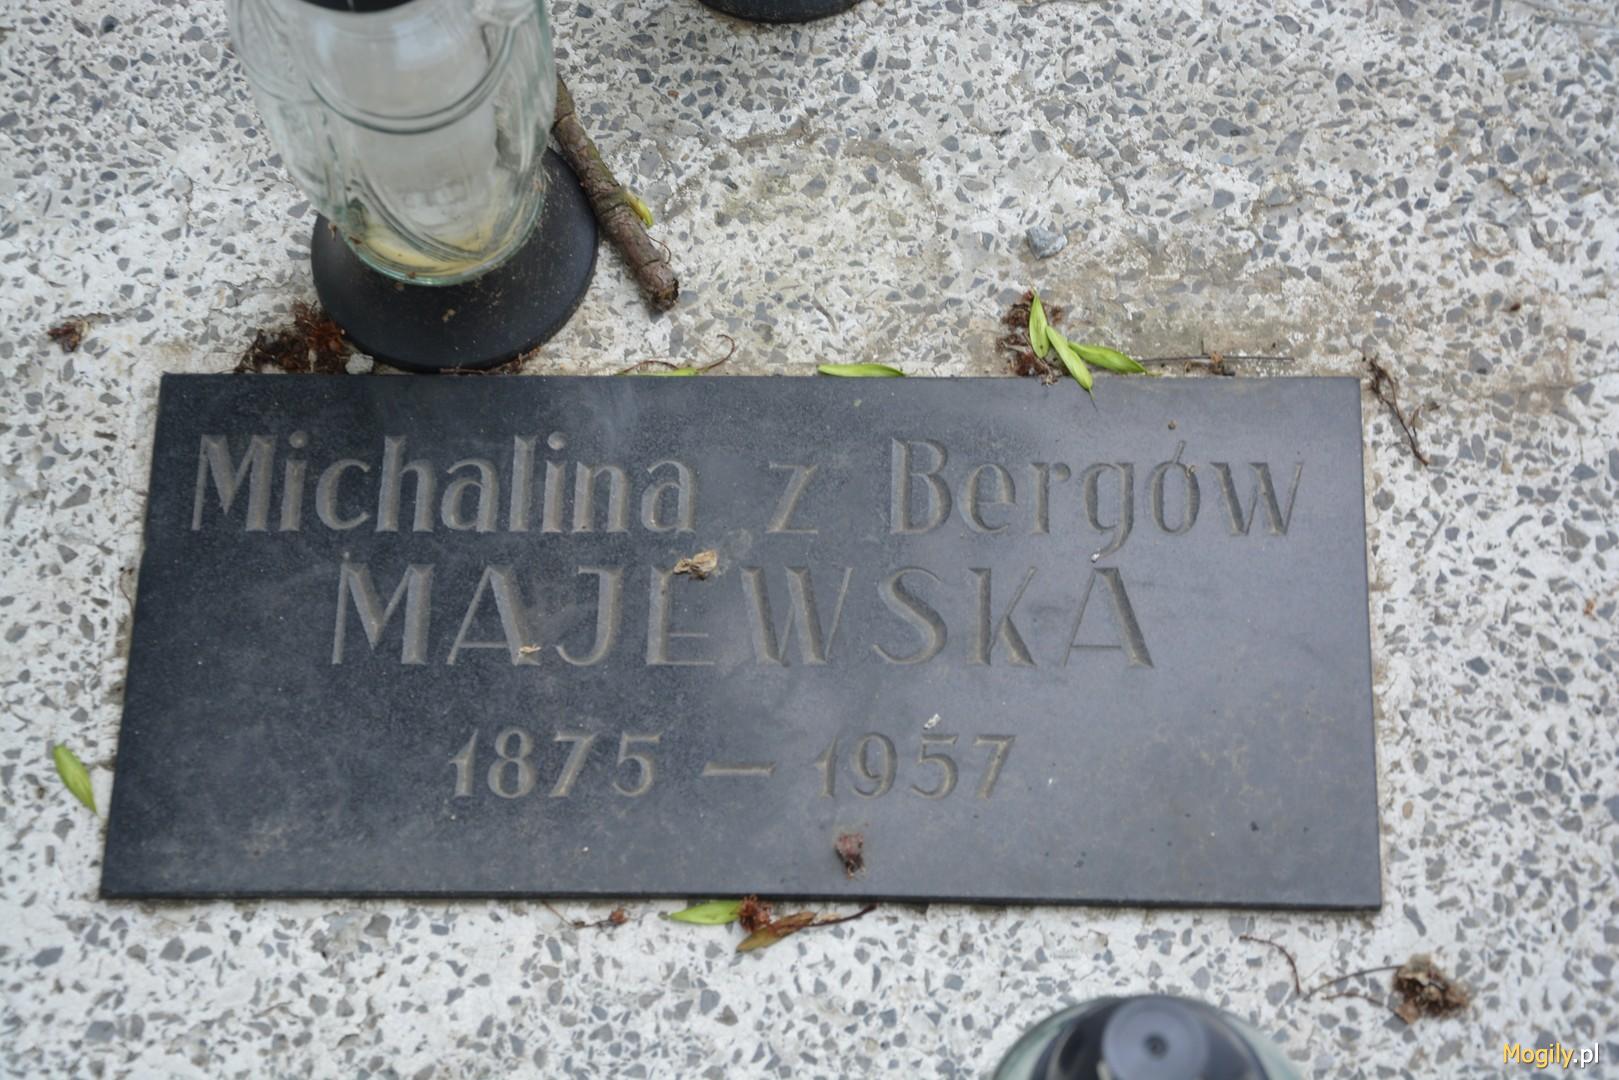 Michalina z Bergów
MAJEWSKA
1875 — 1957
Mogily.pl